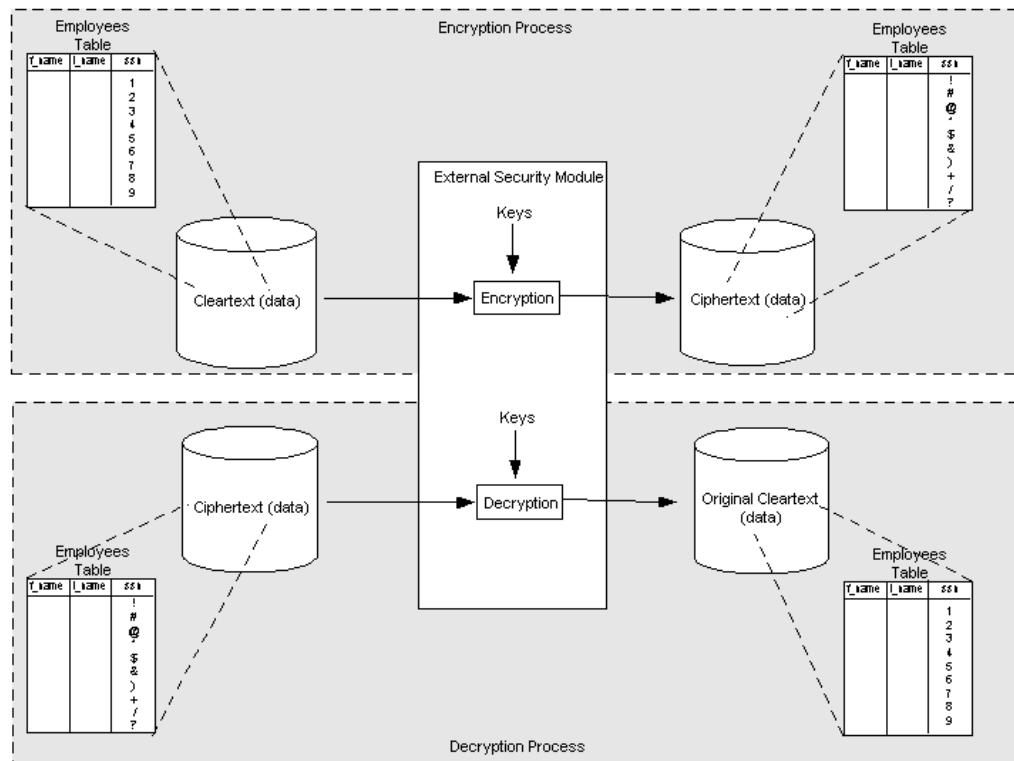 Encryption Process
Employees
Table
f_name l_name ssn
1
2
3
4
5
6
7
8
9
Employees
Table
f_name l_name ssn
!
#
@
$
&
)
+
/
?
External Security Module
Keys
Cleartext (data)
Encryption
Ciphertext (data)
Keys
Ciphertext (data)
Decryption
Original Cleartext
(data)
Employees
Table
f_name l_name ssn
!
#
@
$
&
)
+
/
?
Employees
Table
f_name l_name ssn
1
2
3
4
5
6
7
8
9
Decryption Process